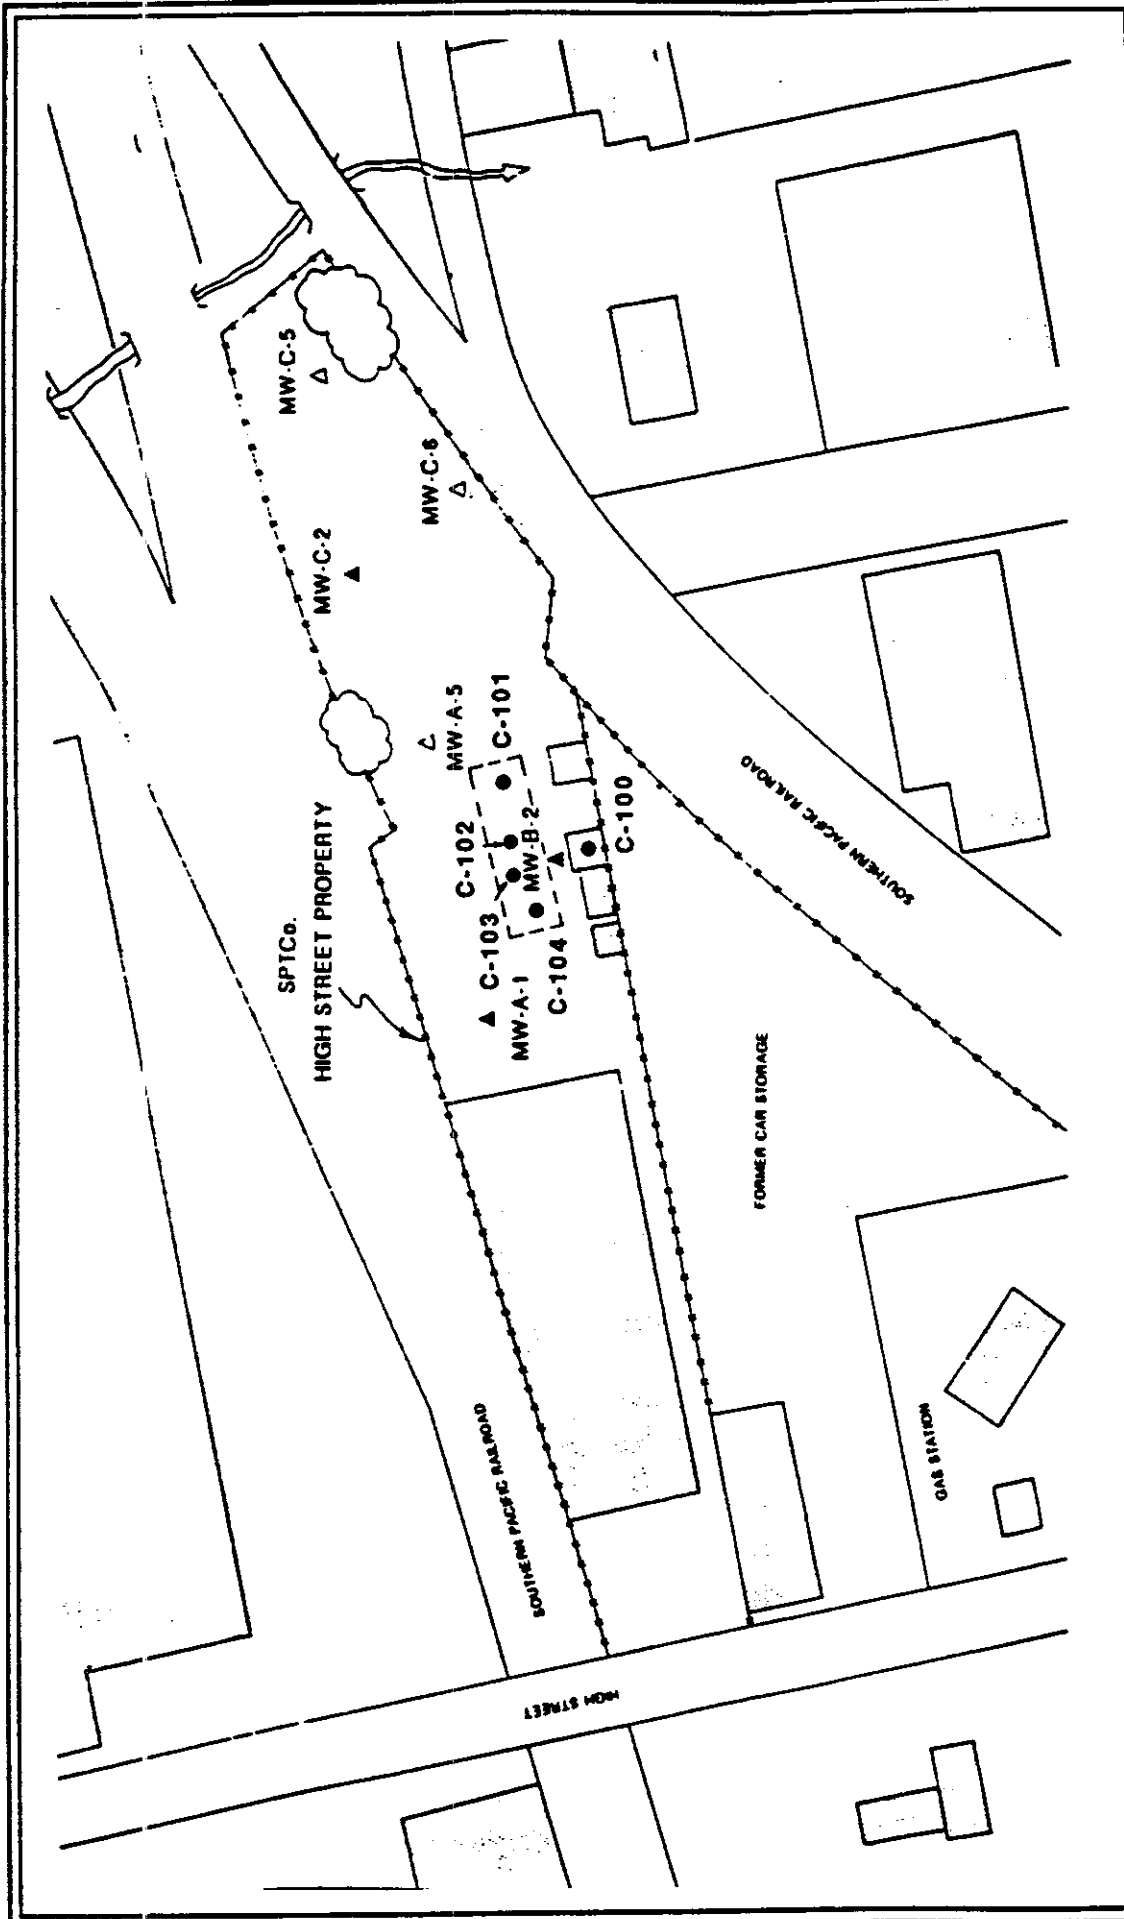 MW-C-5
MW-C-6
MW-C-2
SPTCo.
HIGH STREET PROPERTY
MW-A-5
C-101
C-102
MW-B-2
C-103
C-100
MW-A-1
C-104
SOUTHERN PACIFIC RAILROAD
FORMER CAR STORAGE
SOUTHERN PACIFIC RAILROAD
GAS STATION
HIGH STREET